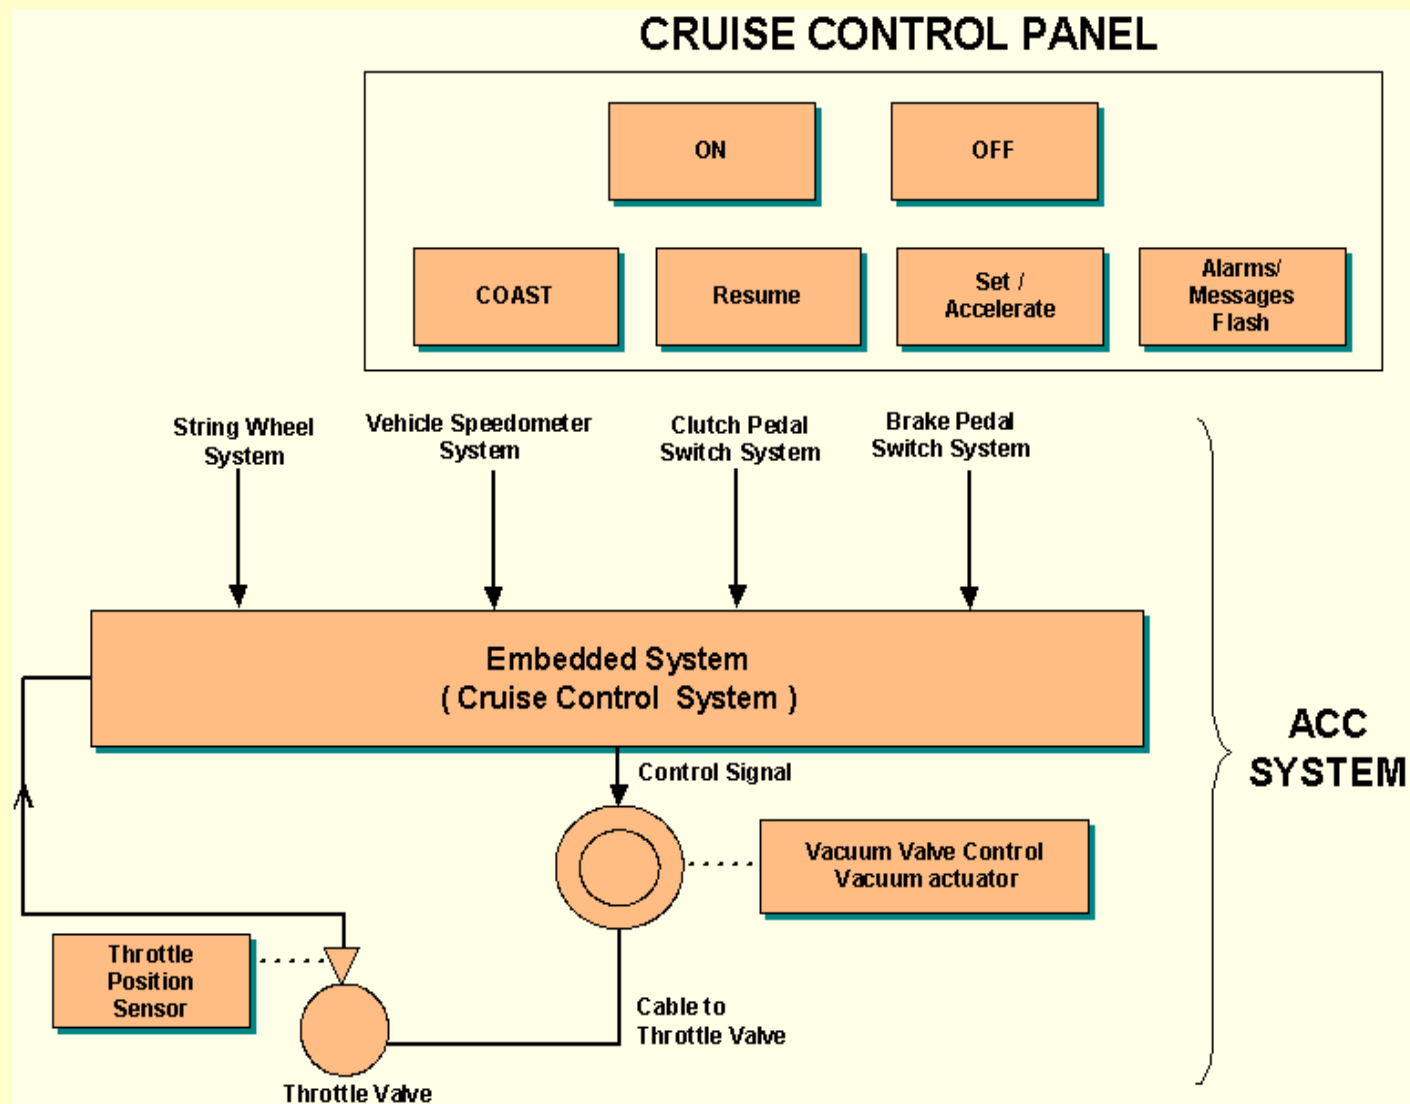 CRUISE CONTROL PANEL
ON
OFF
COAST
Resume
Set /
Accelerate
Alarms/
Messages
Flash
String Wheel
System
Vehicle Speedometer
System
Clutch Pedal
Switch System
Brake Pedal
Switch System
Embedded System
( Cruise Control System )
ACC
SYSTEM
Control Signal
Vacuum Valve Control
Vacuum actuator
Throttle
Position
Sensor
Cable to
Throttle Valve
Throttle Valve